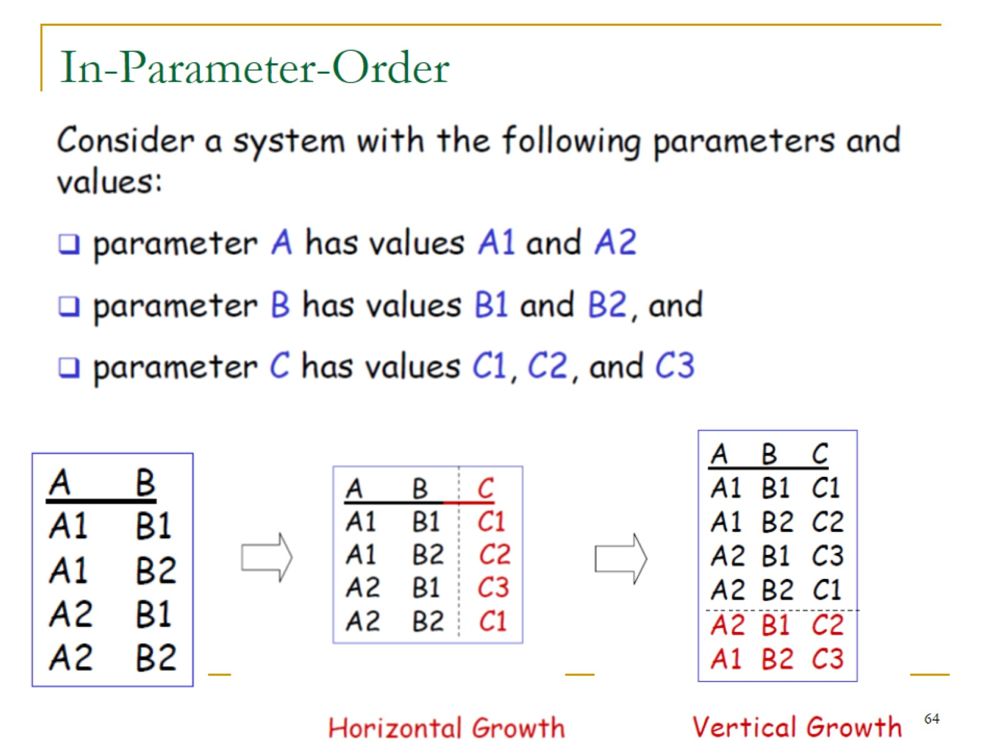 In-Parameter-Order
Consider a system with the following parameters and
values:
parameter A has values A1 and A2
parameter B has values B1 and B2, and
parameter C has values C1, C2, and C3
A B
A1 B1
A1 B2
A2 B1
A2 B2
A B C
A1 B1 C1
A1 B2 C2
A2 B1 C3
A2 B2 C1
Horizontal Growth
A B C
A1 B1 C1
A1 B2 C2
A2 B1 C3
A2 B2 C1
A2 B1 C2
A1 B2 C3
Vertical Growth
64